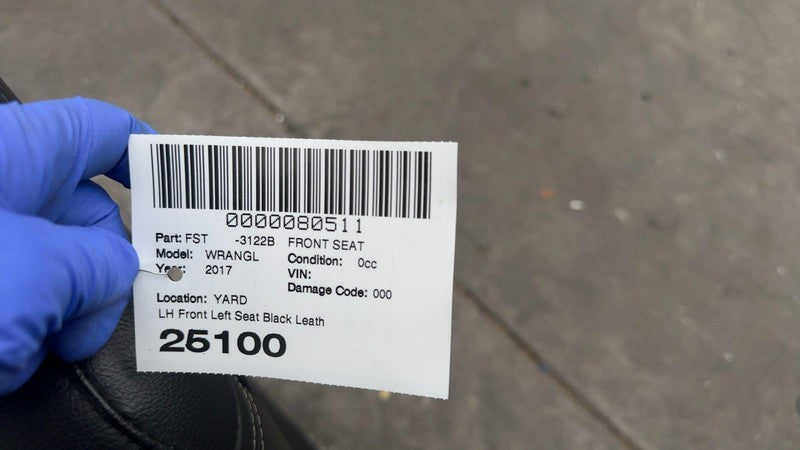 0000080511
Part: FST -3122B FRONT SEAT
Model: WRANGL Condition: 0cc
Year: 2017 VIN:
Damage Code: 000
Location: YARD
LH Front Left Seat Black Leath
25100